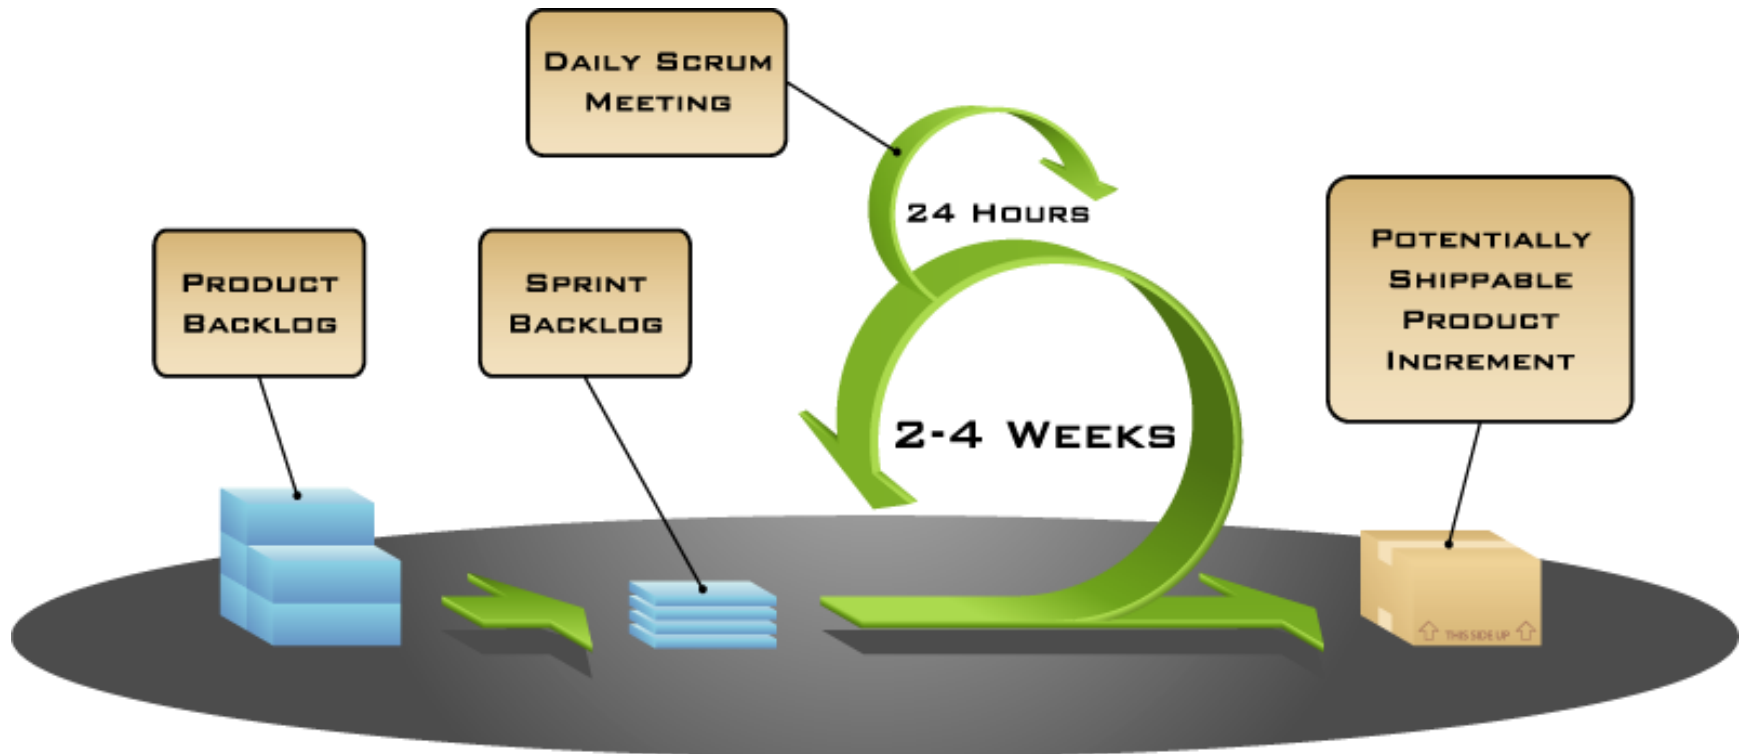 DAILY SCRUM
MEETING
24 HOURS
PRODUCT
BACKLOG
SPRINT
BACKLOG
2-4 WEEKS
POTENTIALLY
SHIPPABLE
PRODUCT
INCREMENT
THIS SIDE UP